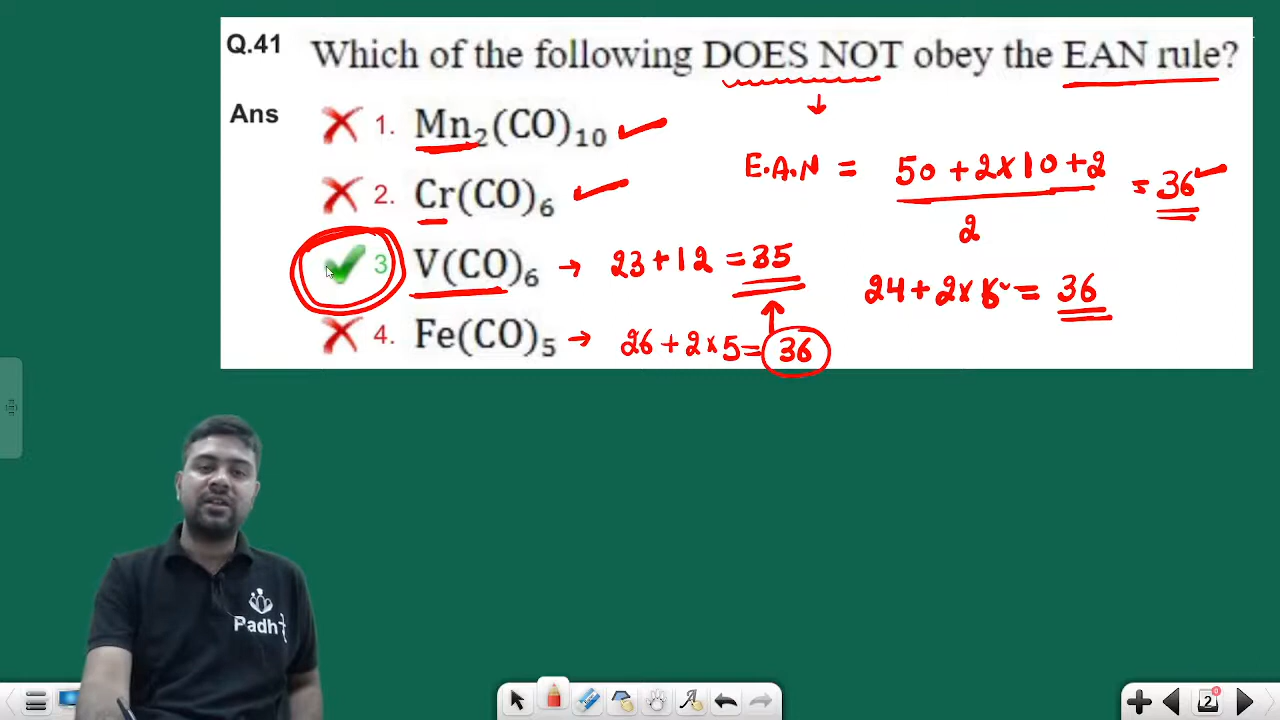 Q.41 Which of the following DOES NOT obey the EAN rule?
Ans
1. Mn₂(CO)₁₀
2. Cr(CO)₆
3 V(CO)₆ → 23+12 = 35
4. Fe(CO)₅ → 26+2×5 = 36
E.A.N = 50+2×10+2 / 2 = 36
24+2×6 = 36
Padh
2